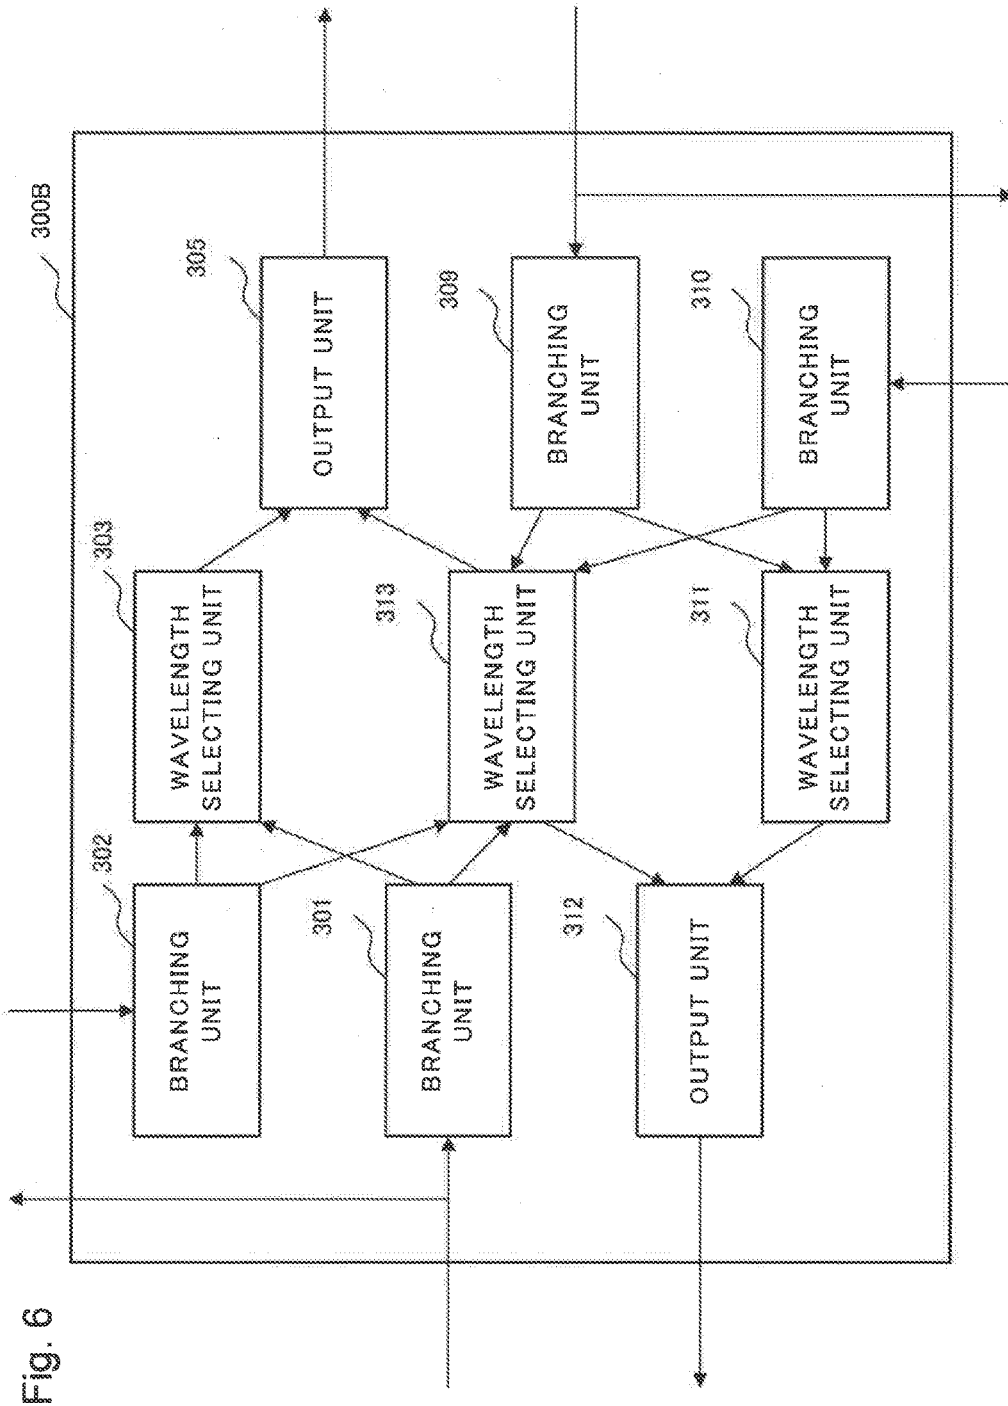 Fig. 6
300B
302
BRANCHING
UNIT
303
WAVELENGTH
SELECTING UNIT
305
OUTPUT UNIT
301
BRANCHING
UNIT
313
WAVELENGTH
SELECTING UNIT
309
BRANCHING
UNIT
312
OUTPUT UNIT
311
WAVELENGTH
SELECTING UNIT
310
BRANCHING
UNIT